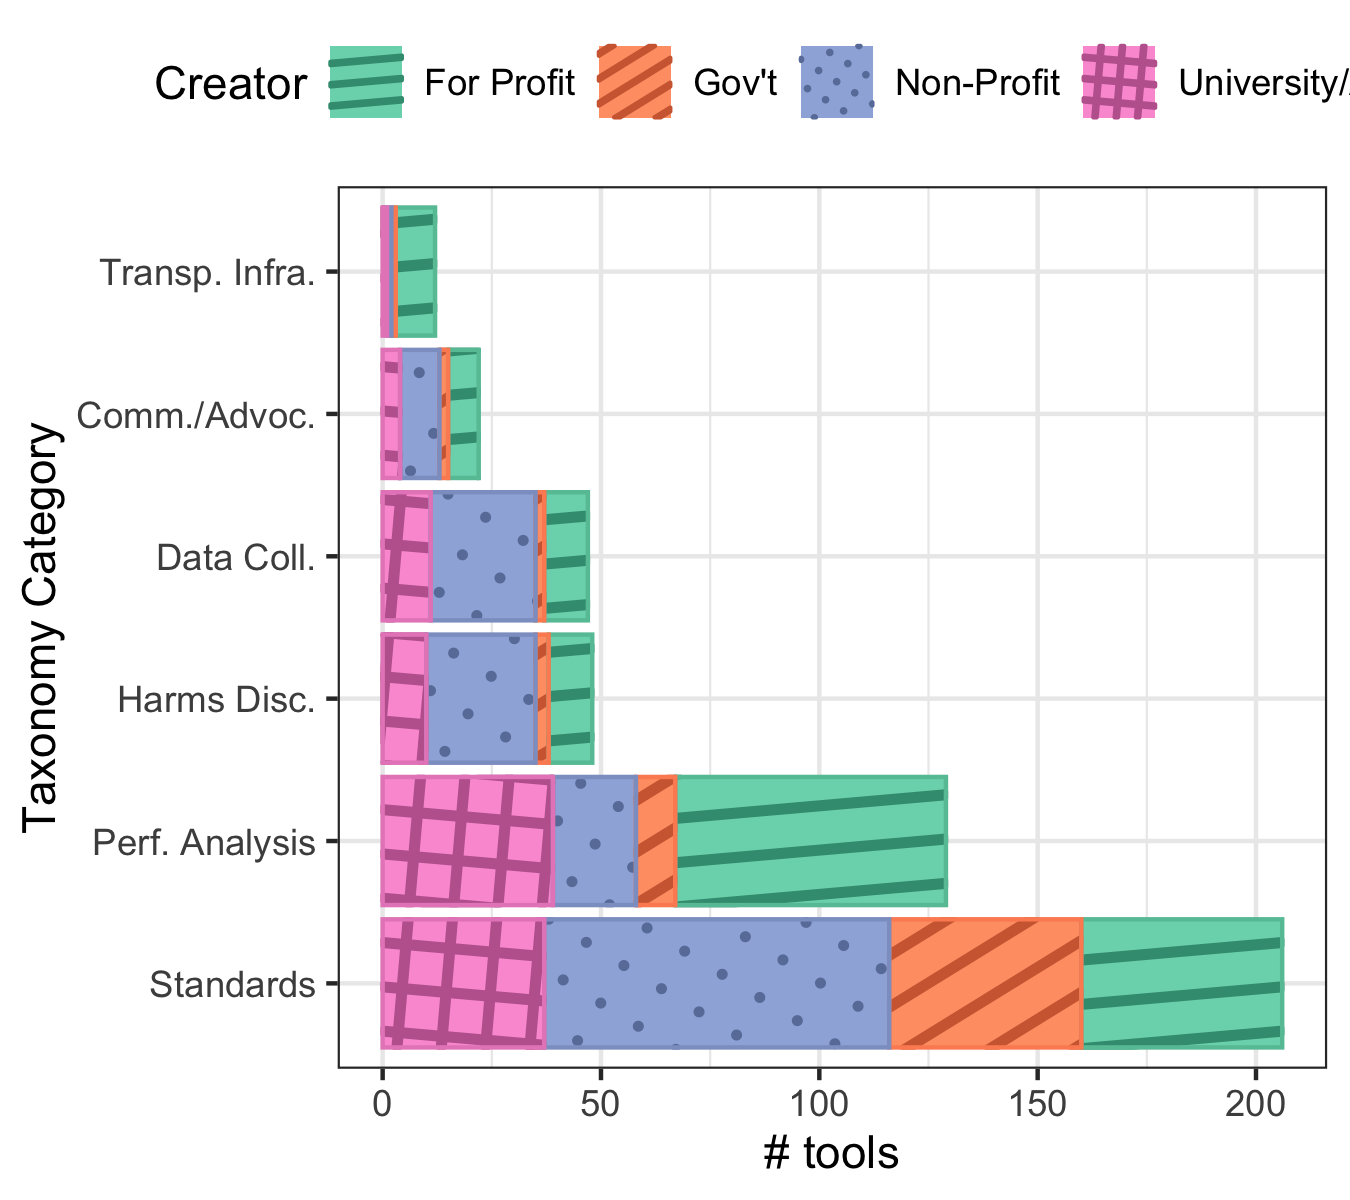 Creator For Profit Gov't Non-Profit University/
Taxonomy Category
Transp. Infra.
Comm./Advoc.
Data Coll.
Harms Disc.
Perf. Analysis
Standards
0 50 100 150 200
# tools